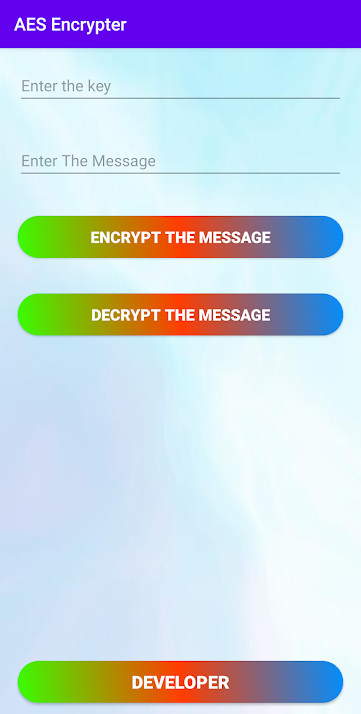 AES Encrypter
Enter the key
Enter The Message
ENCRYPT THE MESSAGE
DECRYPT THE MESSAGE
DEVELOPER